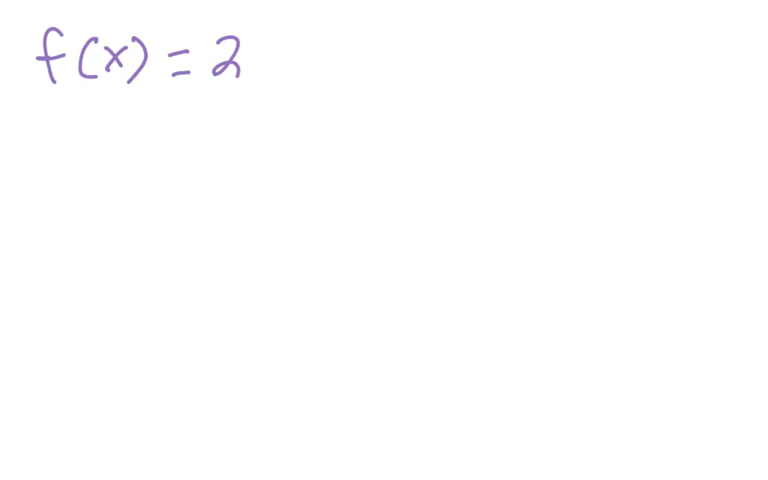 f(x) = 2